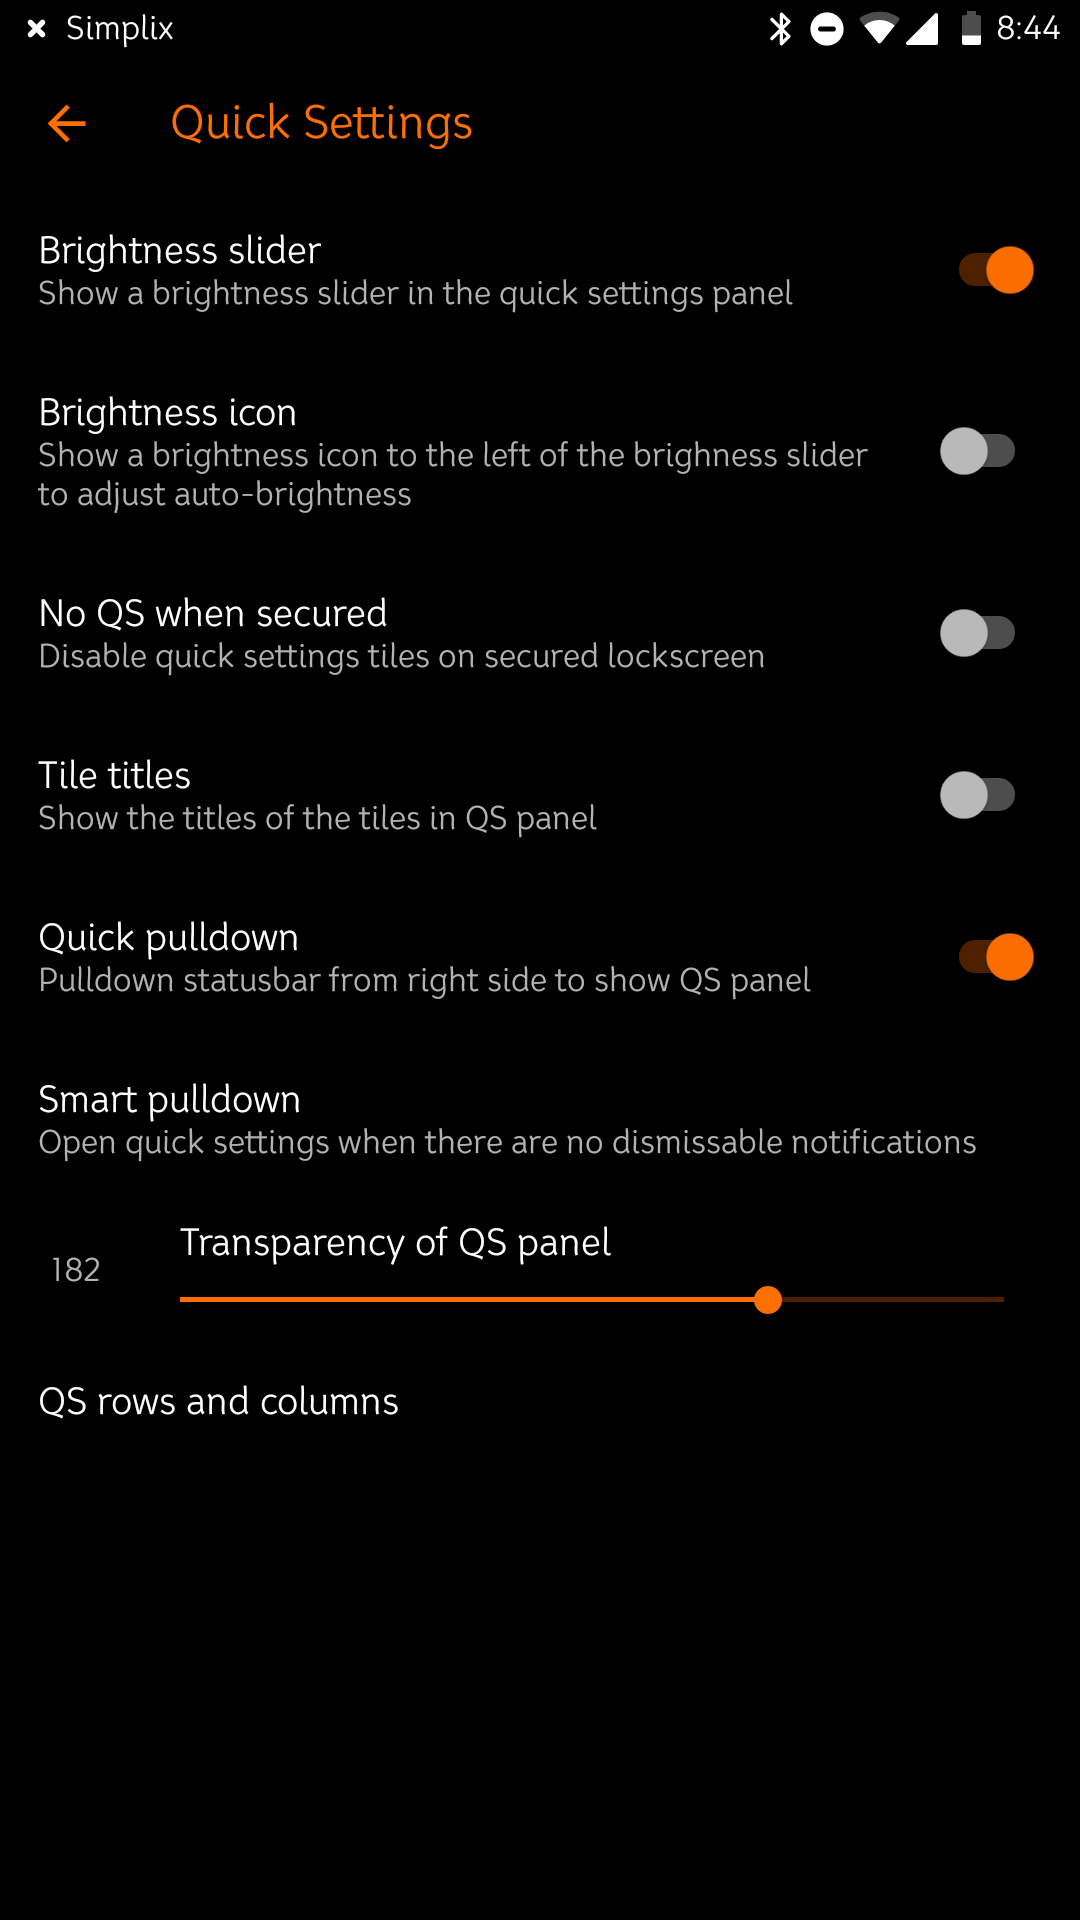 Simplix
8:44
Quick Settings
Brightness slider
Show a brightness slider in the quick settings panel
Brightness icon
Show a brightness icon to the left of the brighness slider
to adjust auto-brightness
No QS when secured
Disable quick settings tiles on secured lockscreen
Tile titles
Show the titles of the tiles in QS panel
Quick pulldown
Pulldown statusbar from right side to show QS panel
Smart pulldown
Open quick settings when there are no dismissable notifications
Transparency of QS panel
182
QS rows and columns